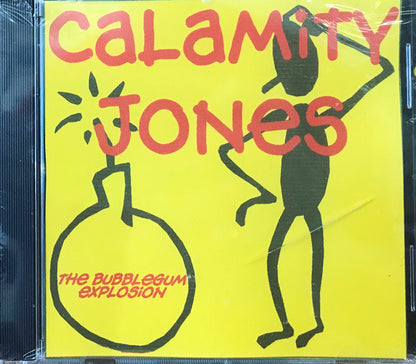 CALAMiTY
JONES
THE BUBBLEGUM
EXPLOSION